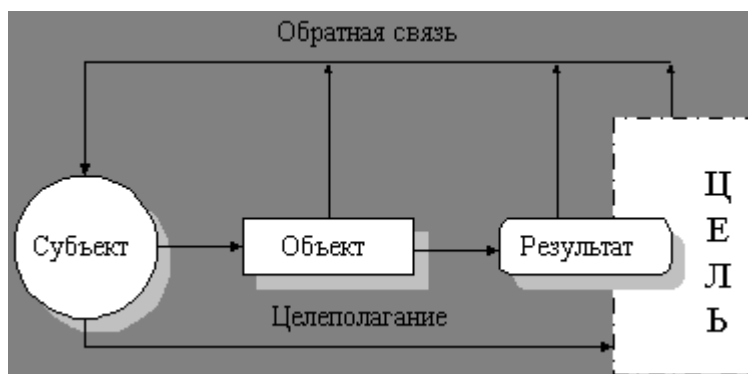 Обратная связь
Субъект
Объект
Результат
Целеполагание
Ц
Е
Л
Ь